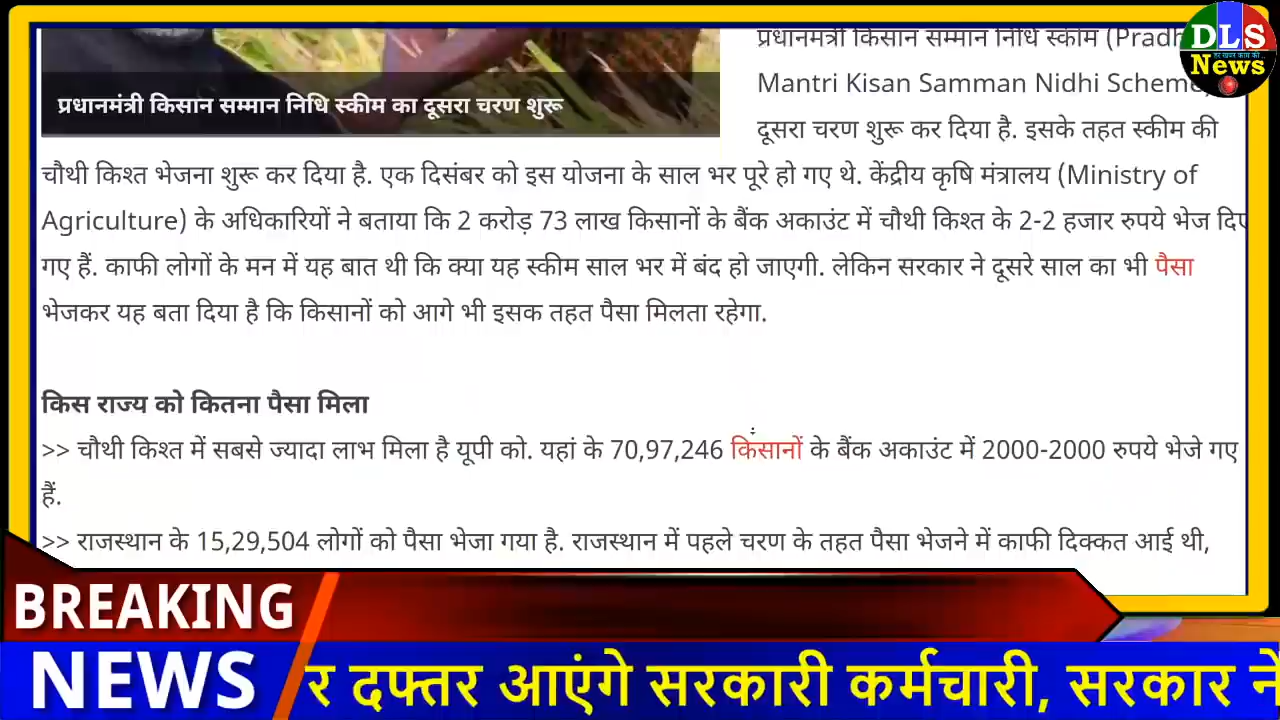 प्रधानमंत्री किसान सम्मान निधि स्कीम का दूसरा चरण शुरू
प्रधानमंत्री किसान सम्मान निधि स्कीम
Mantri Kisan Samman Nidhi Scheme
दूसरा चरण शुरू कर दिया है. इसके तहत स्कीम की
चौथी किश्त भेजना शुरू कर दिया है. एक दिसंबर को इस योजना के साल भर पूरे हो गए थे. केंद्रीय कृषि मंत्रालय (Ministry of
Agriculture) के अधिकारियों ने बताया कि 2 करोड़ 73 लाख किसानों के बैंक अकाउंट में चौथी किश्त के 2-2 हजार रुपये भेज दिए
गए हैं. काफी लोगों के मन में यह बात थी कि क्या यह स्कीम साल भर में बंद हो जाएगी. लेकिन सरकार ने दूसरे साल का भी पैसा
भेजकर यह बता दिया है कि किसानों को आगे भी इसक तहत पैसा मिलता रहेगा.
किस राज्य को कितना पैसा मिला
>> चौथी किश्त में सबसे ज्यादा लाभ मिला है यूपी को. यहां के 70,97,246 किसानों के बैंक अकाउंट में 2000-2000 रुपये भेजे गए
हैं.
>> राजस्थान के 15,29,504 लोगों को पैसा भेजा गया है. राजस्थान में पहले चरण के तहत पैसा भेजने में काफी दिक्कत आई थी,
DLS
News
BREAKING
NEWS
र दफ्तर आएंगे सरकारी कर्मचारी, सरकार ने